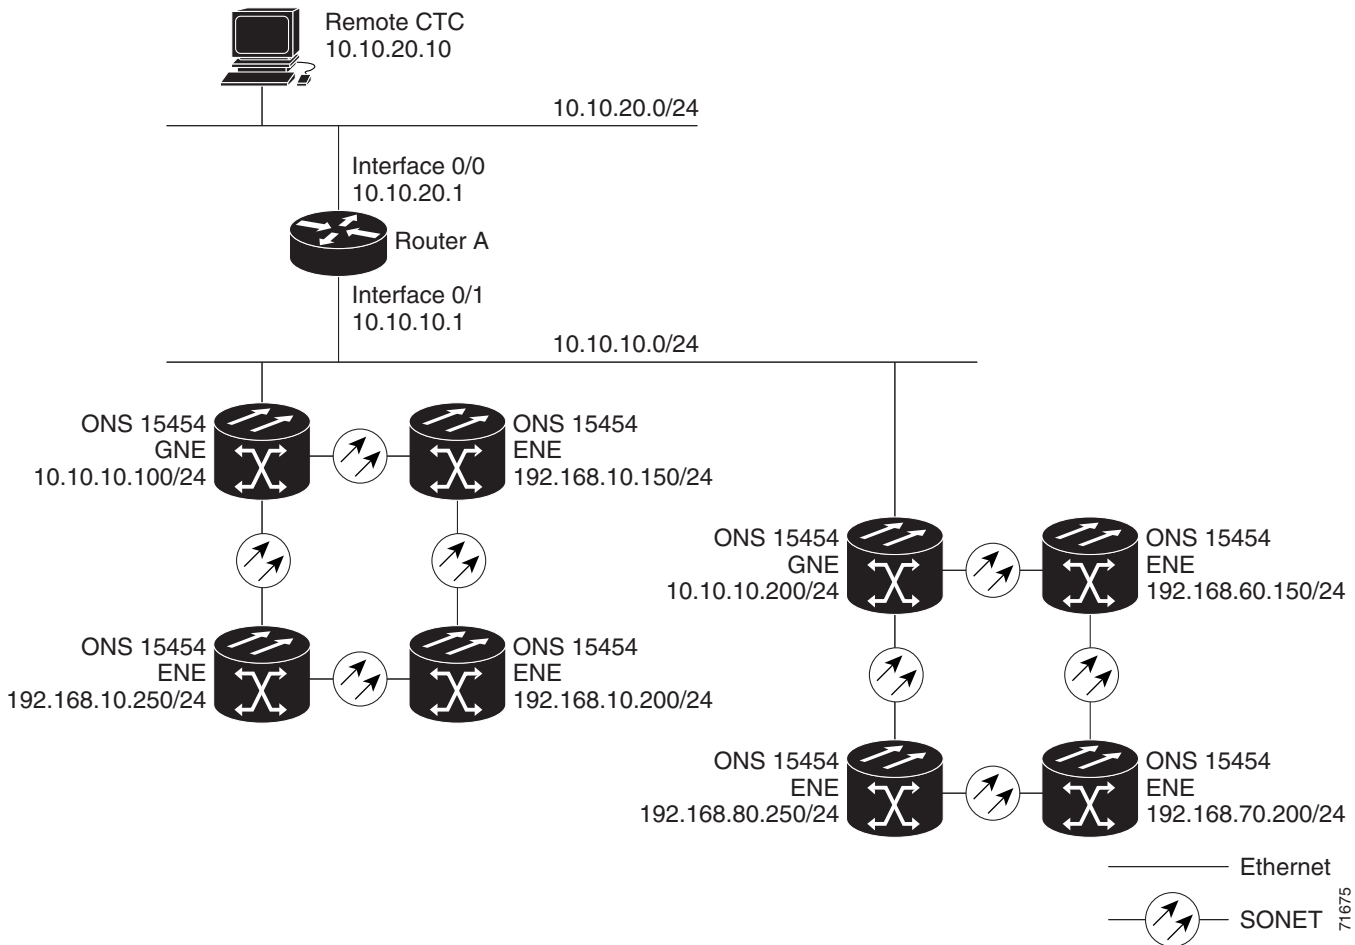 Remote CTC
10.10.20.10
10.10.20.0/24
Interface 0/0
10.10.20.1
Router A
Interface 0/1
10.10.10.1
10.10.10.0/24
ONS 15454
GNE
10.10.10.100/24
ONS 15454
ENE
192.168.10.150/24
ONS 15454
GNE
10.10.10.200/24
ONS 15454
ENE
192.168.60.150/24
ONS 15454
ENE
192.168.10.250/24
ONS 15454
ENE
192.168.10.200/24
ONS 15454
ENE
192.168.80.250/24
ONS 15454
ENE
192.168.70.200/24
Ethernet
SONET
71675